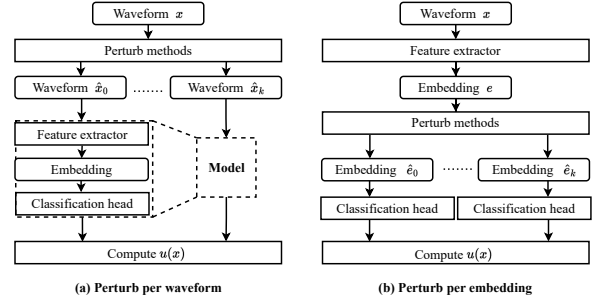 Waveform x
Perturb methods
Waveform x̂₀ ........ Waveform x̂ₖ
Feature extractor
Embedding
Classification head
Model
Compute u(x)
(a) Perturb per waveform
Waveform x
Feature extractor
Embedding e
Perturb methods
Embedding ê₀ ........ Embedding êₖ
Classification head Classification head
Compute u(x)
(b) Perturb per embedding